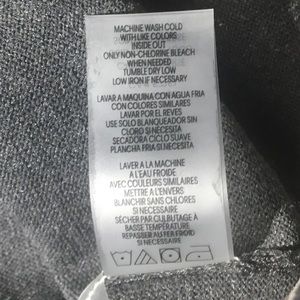 MACHINE WASH COLD
WITH LIKE COLORS
INSIDE OUT
ONLY NON-CHLORINE BLEACH
WHEN NEEDED
TUMBLE DRY LOW
LOW IRON IF NECESSARY
LAVAR A MAQUINA CON AGUA FRIA
CON COLORES SIMILARES
LAVAR POR EL REVES
USE SOLO BLANQUEADOR SIN
CLORO SI NECESITA
SECADORA CICLO SUAVE
PLANCHA FRIA SI NECESITA
LAVER A LA MACHINE
A L'EAU FROIDE
AVEC COULEURS SIMILAIRES
METTRE A L'ENVERS
BLANCHIR SANS CHLORES
SI NECESSAIRE
SÉCHER PAR CULBUTAGE A
BASSE TEMPÉRATURE
REPASSER AU FER FROID
SI NECESSAIRE